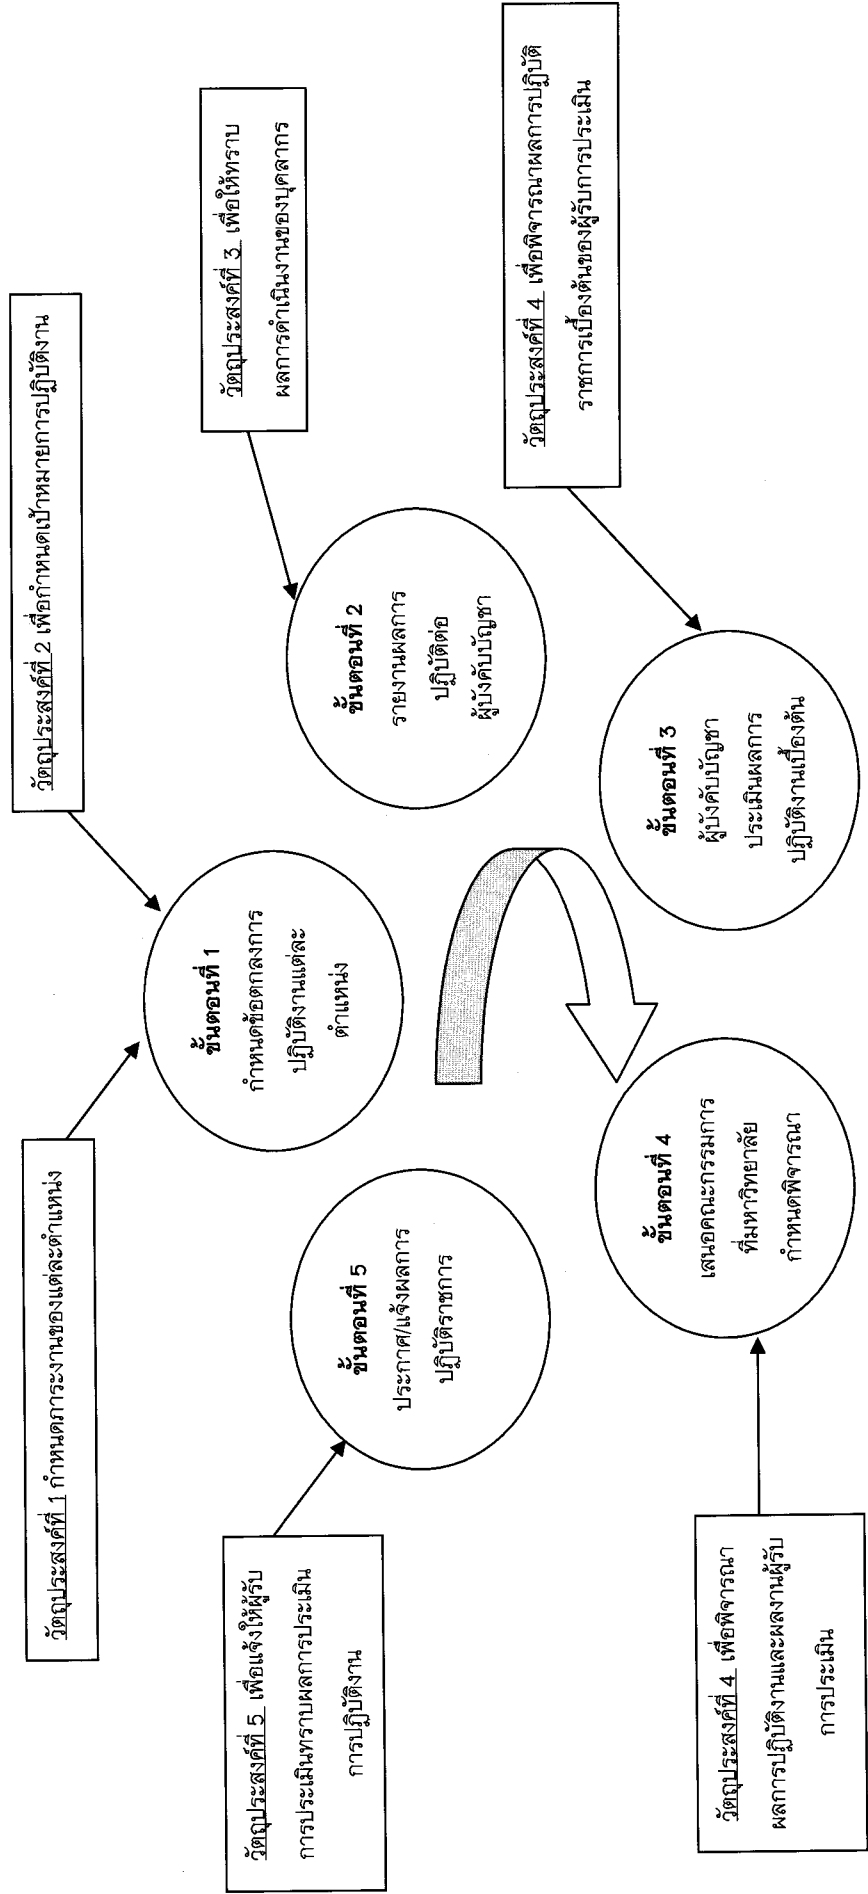 วัตถุประสงค์ที่ 1 กำหนดภาระงานของแต่ละตำแหน่ง
วัตถุประสงค์ที่ 2 เพื่อกำหนดเป้าหมายการปฏิบัติงาน
ขั้นตอนที่ 1
กำหนดข้อตกลงการ
ปฏิบัติงานแต่ละ
ตำแหน่ง
วัตถุประสงค์ที่ 3 เพื่อให้ทราบ
ผลการดำเนินงานของบุคลากร
ขั้นตอนที่ 2
รายงานผลการ
ปฏิบัติต่อ
ผู้บังคับบัญชา
วัตถุประสงค์ที่ 4 เพื่อพิจารณาผลการปฏิบัติ
ราชการเบื้องต้นของผู้รับการประเมิน
ขั้นตอนที่ 3
ผู้บังคับบัญชา
ประเมินผลการ
ปฏิบัติงานเบื้องต้น
วัตถุประสงค์ที่ 4 เพื่อพิจารณา
ผลการปฏิบัติงานและผลงานผู้รับ
การประเมิน
ขั้นตอนที่ 4
เสนอคณะกรรมการ
ที่มหาวิทยาลัย
กำหนดพิจารณา
วัตถุประสงค์ที่ 5 เพื่อแจ้งให้ผู้รับ
การประเมินทราบผลการประเมิน
การปฏิบัติงาน
ขั้นตอนที่ 5
ประกาศ/แจ้งผลการ
ปฏิบัติราชการ